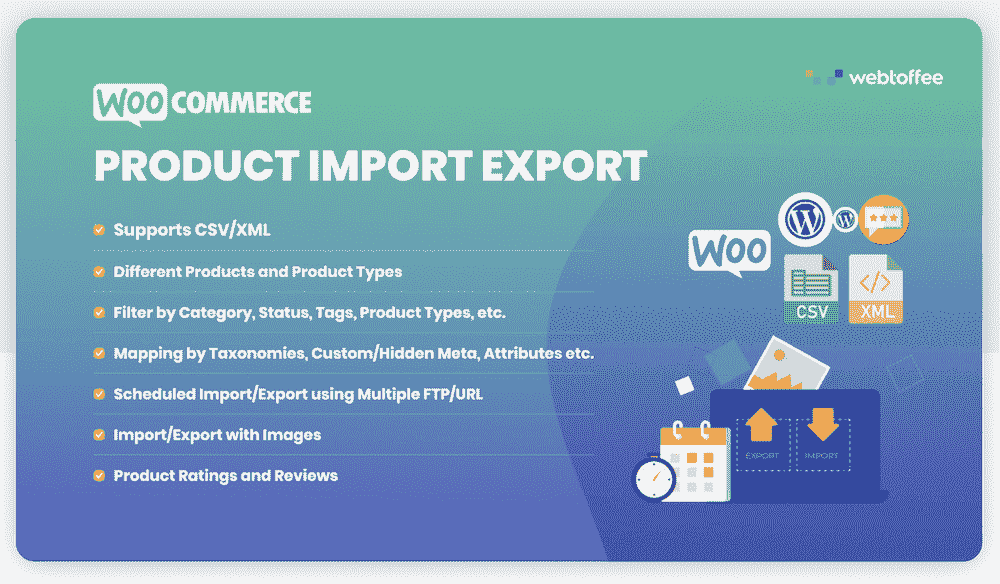 webtoffee
WOO COMMERCE
PRODUCT IMPORT EXPORT
Supports CSV/XML
Different Products and Product Types
Filter by Category, Status, Tags, Product Types, etc.
Mapping by Taxonomies, Custom/Hidden Meta, Attributes etc.
Scheduled Import/Export using Multiple FTP/URL
Import/Export with Images
Product Ratings and Reviews
WOO
CSV
XML
EXPORT
IMPORT